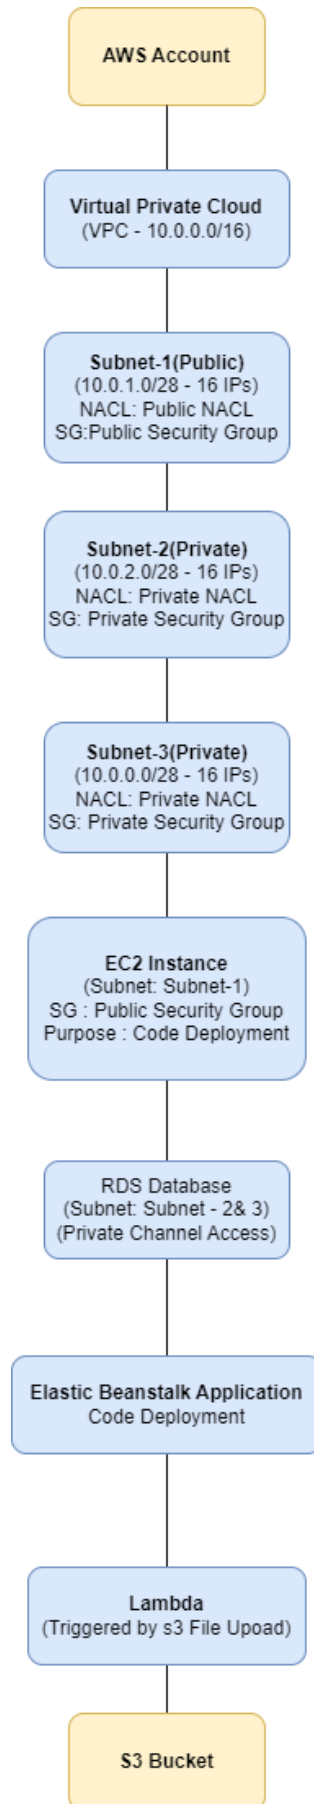 AWS Account
Virtual Private Cloud
(VPC - 10.0.0.0/16)
Subnet-1(Public)
(10.0.1.0/28 - 16 IPs)
NACL: Public NACL
SG:Public Security Group
Subnet-2(Private)
(10.0.2.0/28 - 16 IPs)
NACL: Private NACL
SG: Private Security Group
Subnet-3(Private)
(10.0.0.0/28 - 16 IPs)
NACL: Private NACL
SG: Private Security Group
EC2 Instance
(Subnet: Subnet-1)
SG : Public Security Group
Purpose : Code Deployment
RDS Database
(Subnet: Subnet - 2& 3)
(Private Channel Access)
Elastic Beanstalk Application
Code Deployment
Lambda
(Triggered by s3 File Upoad)
S3 Bucket